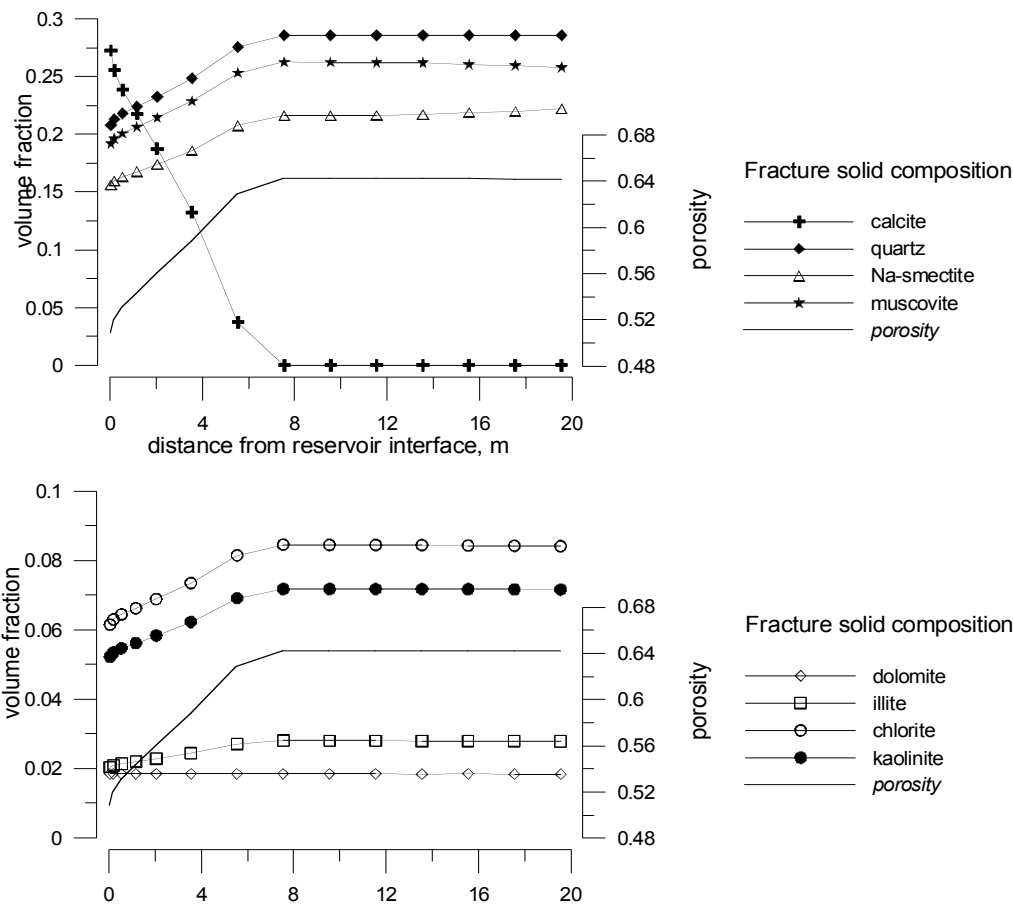 0.3
0.25
0.2
0.15
0.1
0.05
0
volume fraction
0.68
0.64
0.6
0.56
0.52
0.48
porosity
0 4 8 12 16 20
distance from reservoir interface, m
Fracture solid composition
calcite
quartz
Na-smectite
muscovite
porosity
0.1
0.08
0.06
0.04
0.02
0
volume fraction
0.68
0.64
0.6
0.56
0.52
0.48
porosity
0 4 8 12 16 20
Fracture solid composition
dolomite
illite
chlorite
kaolinite
porosity